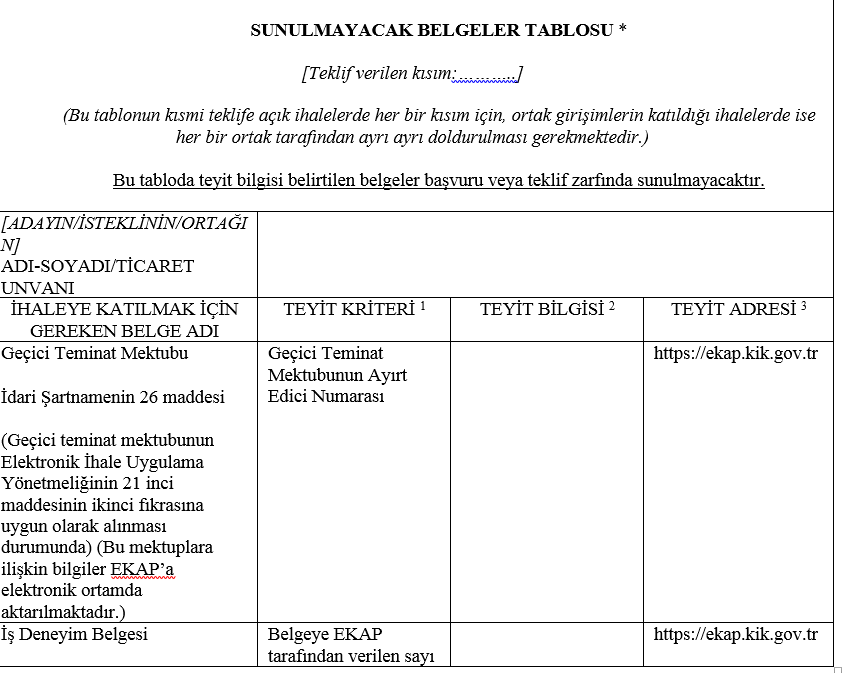 SUNULMAYACAK BELGELER TABLOSU *
[Teklif verilen kısım:………..]
(Bu tablonun kısmi teklife açık ihalelerde her bir kısım için, ortak girişimlerin katıldığı ihalelerde ise
her bir ortak tarafından ayrı ayrı doldurulması gerekmektedir.)
Bu tabloda teyit bilgisi belirtilen belgeler başvuru veya teklif zarfında sunulmayacaktır.
[ADAYIN/İSTEKLİNİN/ORTAĞI
N]
ADI-SOYADI/TİCARET
UNVANI
İHALEYE KATILMAK İÇİN
GEREKEN BELGE ADI
TEYİT KRİTERİ 1
TEYİT BİLGİSİ 2
TEYİT ADRESİ 3
Geçici Teminat Mektubu
İdari Şartnamenin 26 maddesi
(Geçici teminat mektubunun
Elektronik İhale Uygulama
Yönetmeliğinin 21 inci
maddesinin ikinci fıkrasına
uygun olarak alınması
durumunda) (Bu mektuplara
ilişkin bilgiler EKAP’a
elektronik ortamda
aktarılmaktadır.)
Geçici Teminat
Mektubunun Ayırt
Edici Numarası
https://ekap.kik.gov.tr
İş Deneyim Belgesi
Belgeye EKAP
tarafından verilen sayı
https://ekap.kik.gov.tr